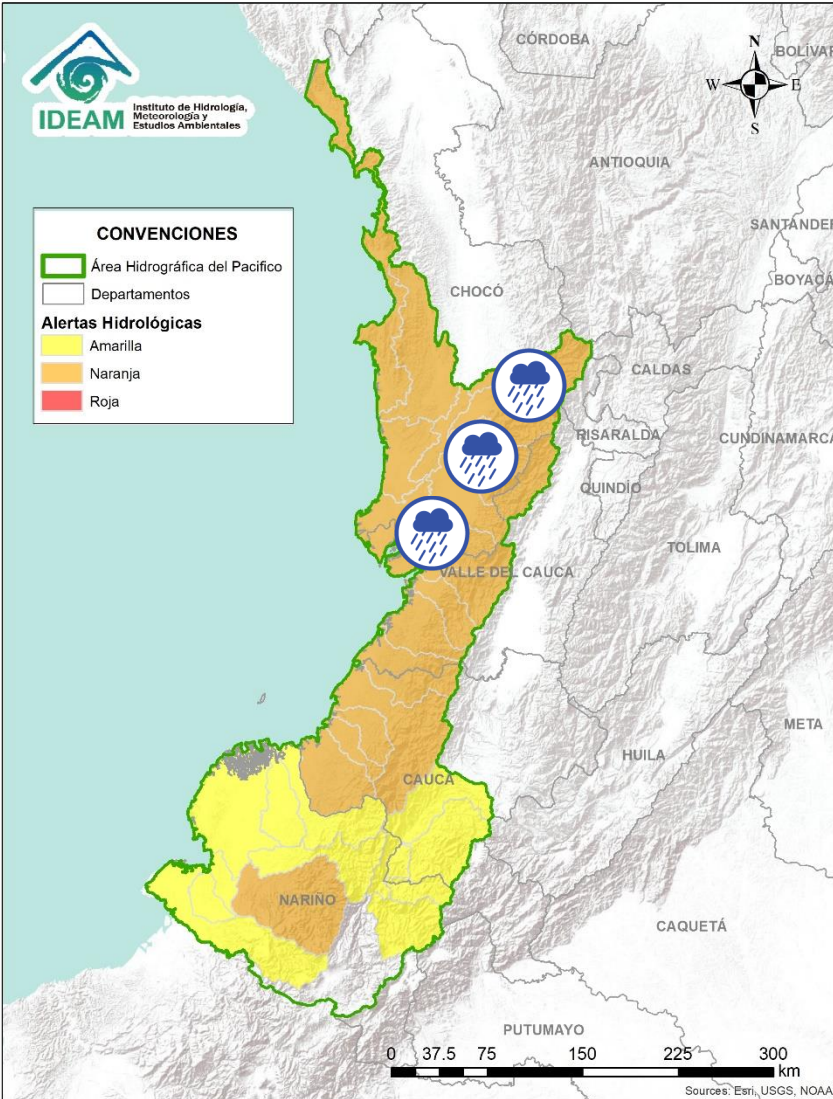 IDEAM
Instituto de Hidrología,
Meteorología y
Estudios Ambientales
CONVENCIONES
Área Hidrográfica del Pacifico
Departamentos
Alertas Hidrológicas
Amarilla
Naranja
Roja
N
W
E
S
CÓRDOBA
BOLÍVAR
ANTIOQUIA
SANTANDER
BOYACÁ
CHOCÓ
CALDAS
RISARALDA
CUNDINAMARCA
QUINDÍO
TOLIMA
VALLE DEL CAUCA
META
HUILA
CAUCA
NARIÑO
CAQUETÁ
PUTUMAYO
0 37.5 75 150 225 300
km
Sources: Esri, USGS, NOAA